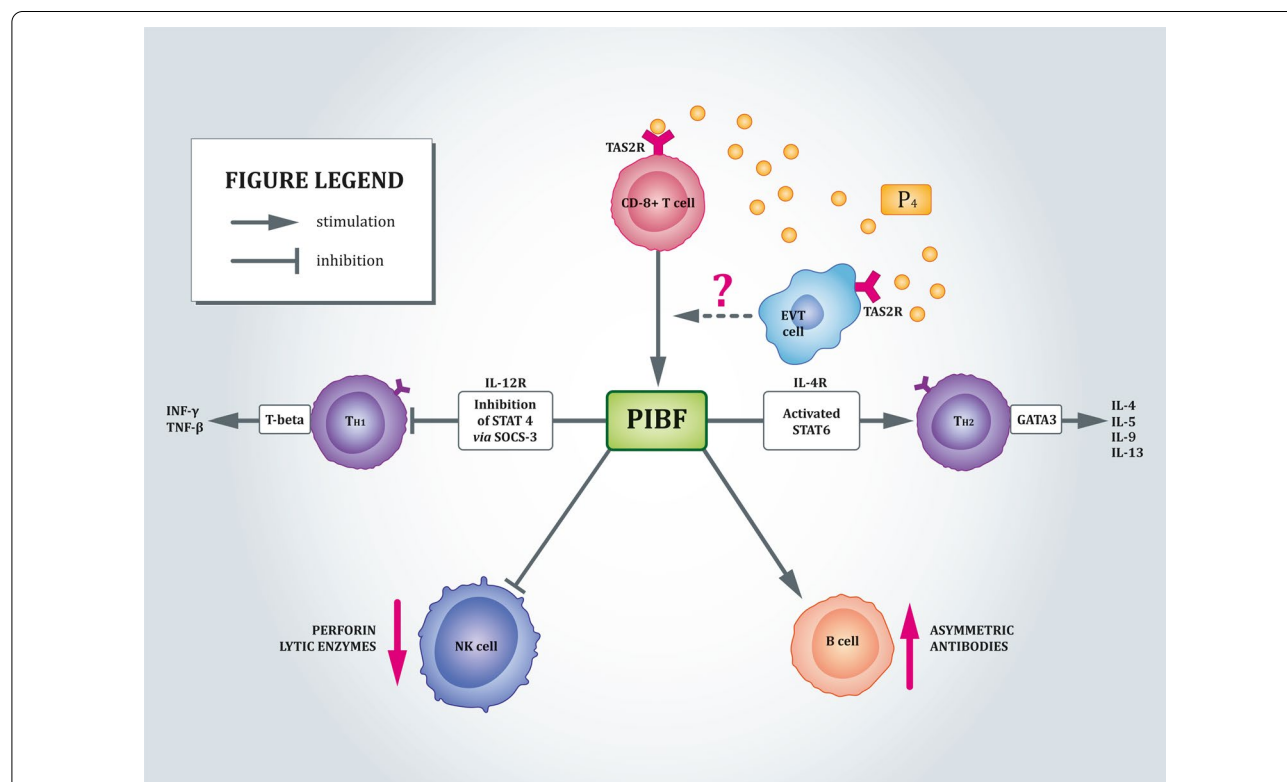 FIGURE LEGEND
stimulation
inhibition
TAS2R
CD-8+ T cell
P₄
?
EVT
cell
TAS2R
INF-γ
TNF-β
T-beta
TH1
IL-12R
Inhibition
of STAT 4
via SOCS-3
PIBF
IL-4R
Activated
STAT6
TH2
GATA3
IL-4
IL-5
IL-9
IL-13
PERFORIN
LYTIC ENZYMES
NK cell
B cell
ASYMMETRIC
ANTIBODIES